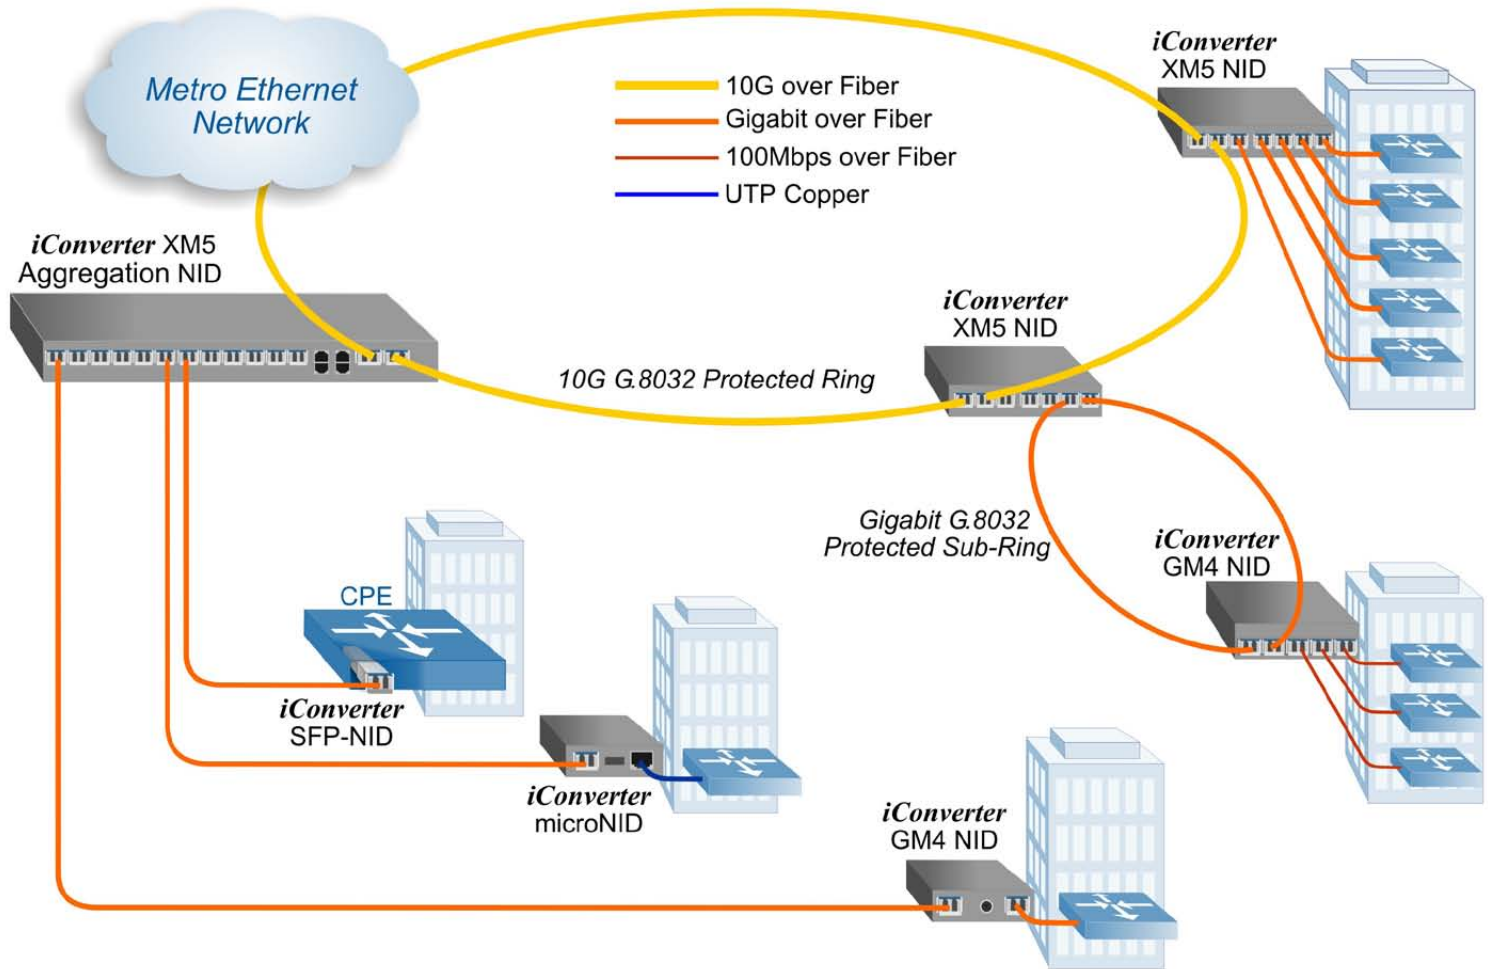 Metro Ethernet
Network
10G over Fiber
Gigabit over Fiber
100Mbps over Fiber
UTP Copper
iConverter
XM5 NID
iConverter XM5
Aggregation NID
iConverter
XM5 NID
10G G.8032 Protected Ring
Gigabit G.8032
Protected Sub-Ring
iConverter
GM4 NID
CPE
iConverter
SFP-NID
iConverter
microNID
iConverter
GM4 NID